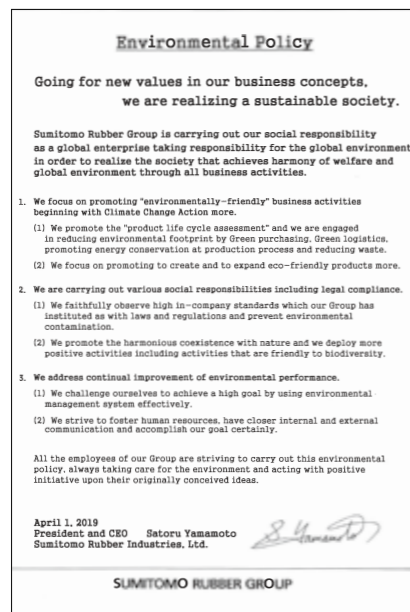 Environmental Policy
Going for new values in our business concepts,
we are realizing a sustainable society.
Sumitomo Rubber Group is carrying out our social responsibility
as a global enterprise taking responsibility for the global environment
in order to realize the society that achieves harmony of welfare and
global environment through all business activities.
1. We focus on promoting "environmentally-friendly" business activities
beginning with Climate Change Action more.
(1) We promote the "product life cycle assessment" and we are engaged
in reducing environmental footprint by Green purchasing, Green logistics,
promoting energy conservation at production process and reducing waste.
(2) We focus on promoting to create and to expand eco-friendly products more.
2. We are carrying out various social responsibilities including legal compliance.
(1) We faithfully observe high in-company standards which our Group has
instituted as with laws and regulations and prevent environmental
contamination.
(2) We promote the harmonious coexistence with nature and we deploy more
positive activities including activities that are friendly to biodiversity.
3. We address continual improvement of environmental performance.
(1) We challenge ourselves to achieve a high goal by using environmental
management system effectively.
(2) We strive to foster human resources, have closer internal and external
communication and accomplish our goal certainly.
All the employees of our Group are striving to carry out this environmental
policy, always taking care for the environment and acting with positive
initiative upon their originally conceived ideas.
April 1, 2019
President and CEO Satoru Yamamoto
S. Yamamoto
Sumitomo Rubber Industries, Ltd.
SUMITOMO RUBBER GROUP